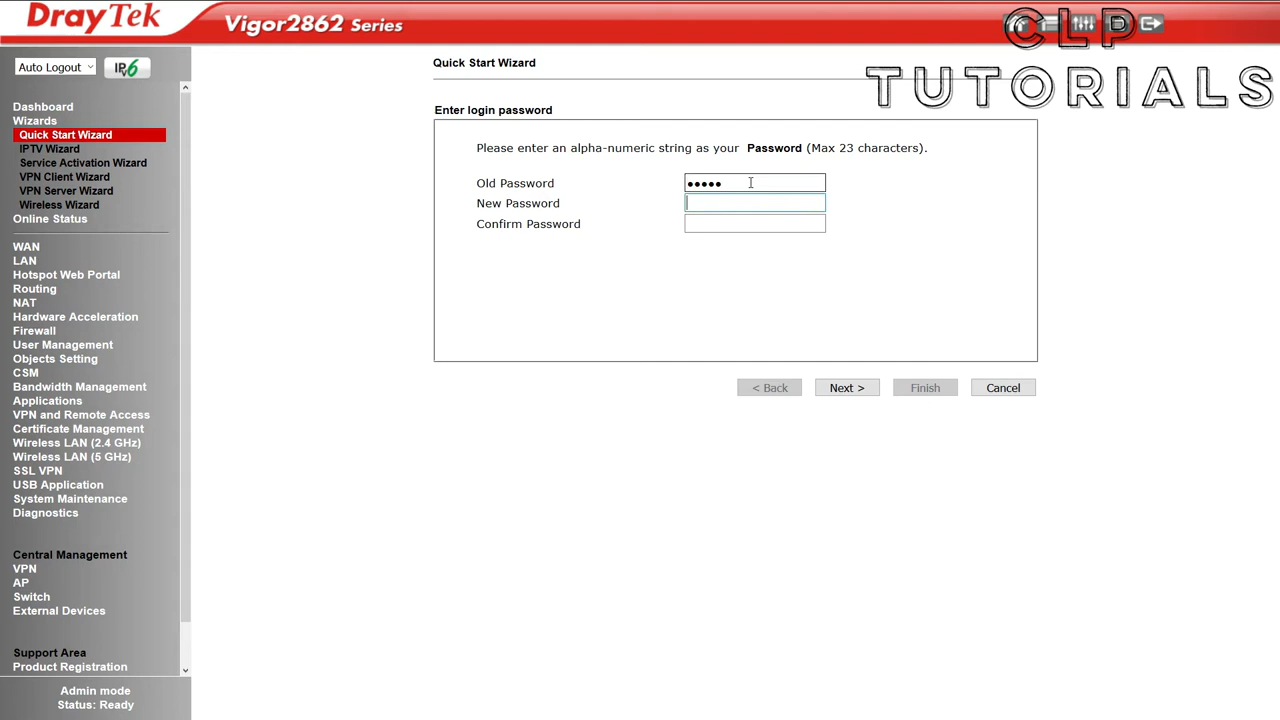 DrayTek
Vigor2862 Series
CLP
TUTORIALS
Auto Logout
IPv6
Dashboard
Wizards
Quick Start Wizard
IPTV Wizard
Service Activation Wizard
VPN Client Wizard
VPN Server Wizard
Wireless Wizard
Online Status
WAN
LAN
Hotspot Web Portal
Routing
NAT
Hardware Acceleration
Firewall
User Management
Objects Setting
CSM
Bandwidth Management
Applications
VPN and Remote Access
Certificate Management
Wireless LAN (2.4 GHz)
Wireless LAN (5 GHz)
SSL VPN
USB Application
System Maintenance
Diagnostics
Central Management
VPN
AP
Switch
External Devices
Support Area
Product Registration
Admin mode
Status: Ready
Quick Start Wizard
Enter login password
Please enter an alpha-numeric string as your Password (Max 23 characters).
Old Password •••••
New Password
Confirm Password
< Back Next > Finish Cancel